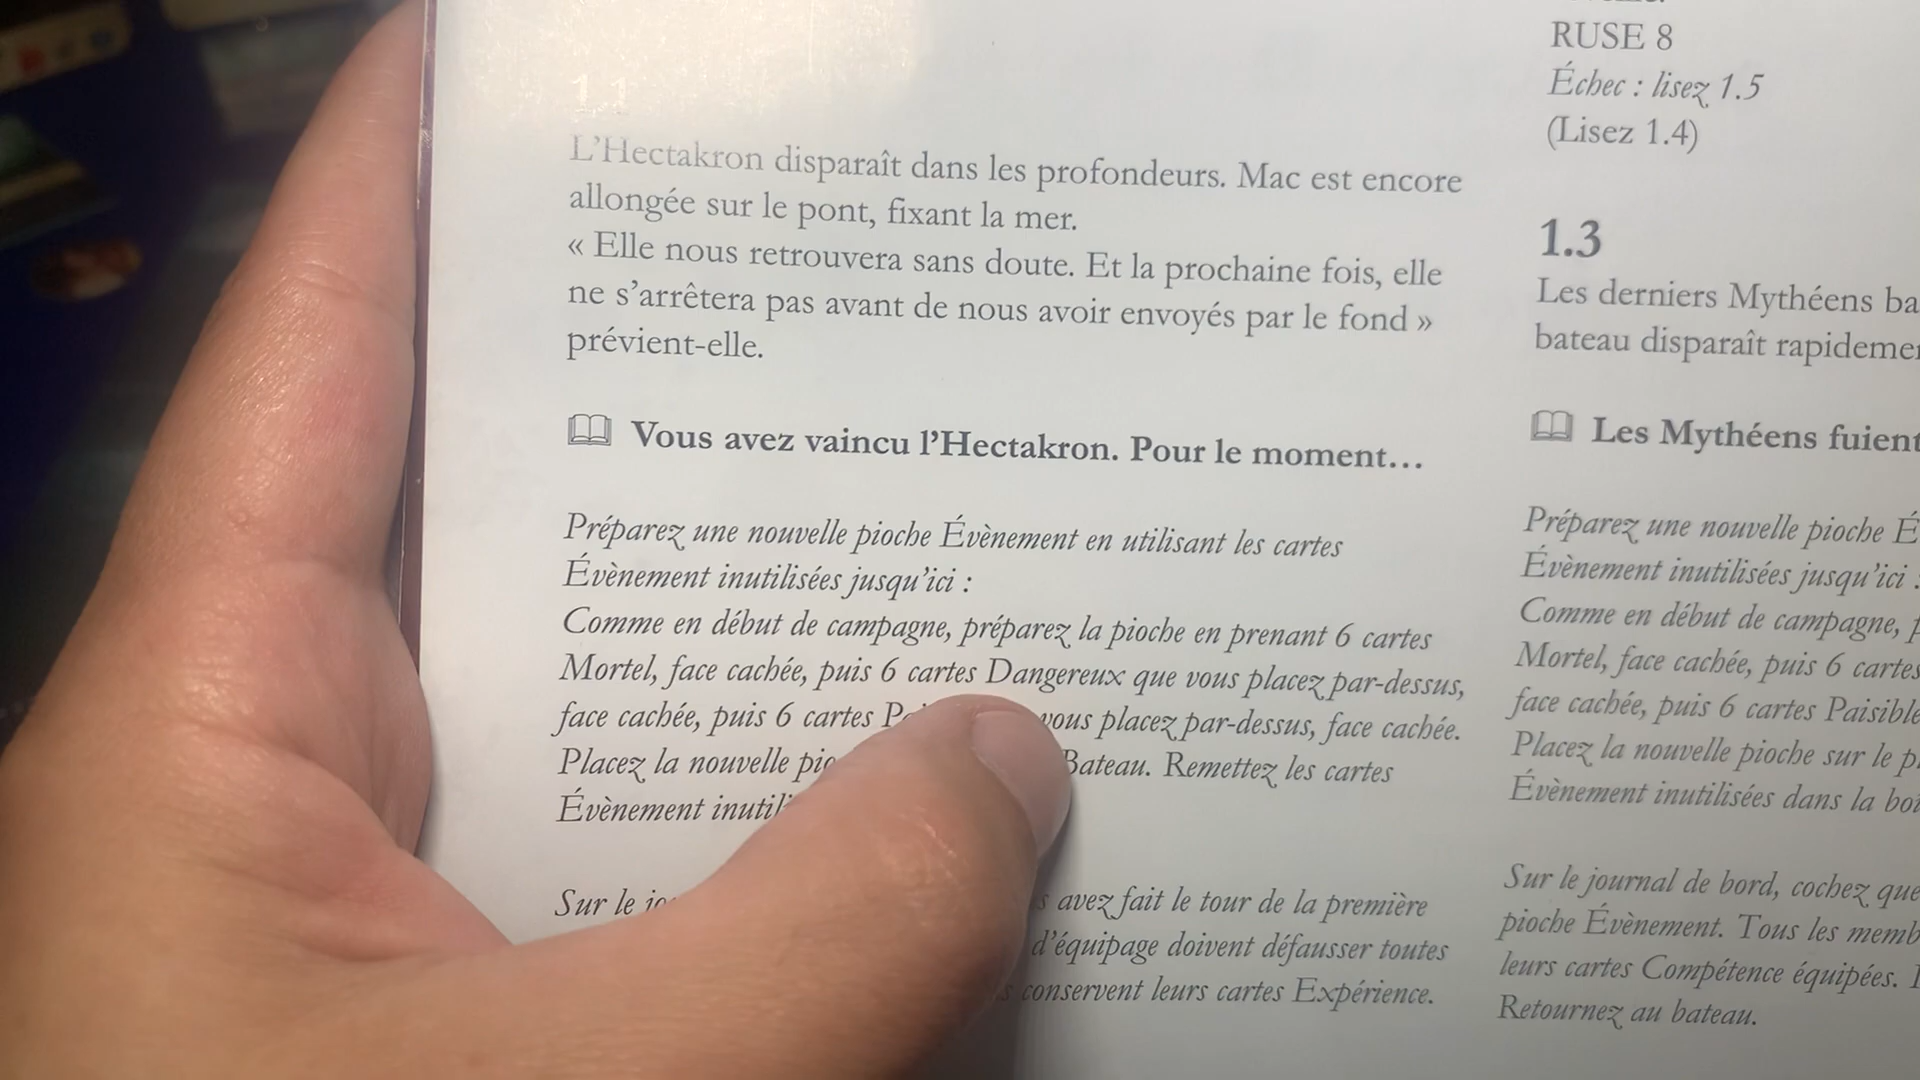 1.1
L'Hectakron disparaît dans les profondeurs. Mac est encore
allongée sur le pont, fixant la mer.
« Elle nous retrouvera sans doute. Et la prochaine fois, elle
ne s'arrêtera pas avant de nous avoir envoyés par le fond »
prévient-elle.
Vous avez vaincu l'Hectakron. Pour le moment…
Préparez une nouvelle pioche Évènement en utilisant les cartes
Évènement inutilisées jusqu'ici :
Comme en début de campagne, préparez la pioche en prenant 6 cartes
Mortel, face cachée, puis 6 cartes Dangereux que vous placez par-dessus,
face cachée, puis 6 cartes vous placez par-dessus, face cachée.
Placez la nouvelle Bateau. Remettez les cartes
Évènement
Sur le avez fait le tour de la première
d'équipage doivent défausser toutes
conservent leurs cartes Expérience.
RUSE 8
Échec : lisez 1.5
(Lisez 1.4)
1.3
Les derniers Mythéens
bateau disparaît
Les Mythéens fuient
Préparez une nouvelle pioche
Évènement inutilisées jusqu'ici :
Comme en début de campagne,
Mortel, face cachée, puis 6 cartes
face cachée, puis 6 cartes
Placez la nouvelle pioche sur le
Évènement inutilisées dans la
Sur le journal de bord, cochez que
pioche Évènement. Tous les
leurs cartes Compétence équipées.
Retournez au bateau.